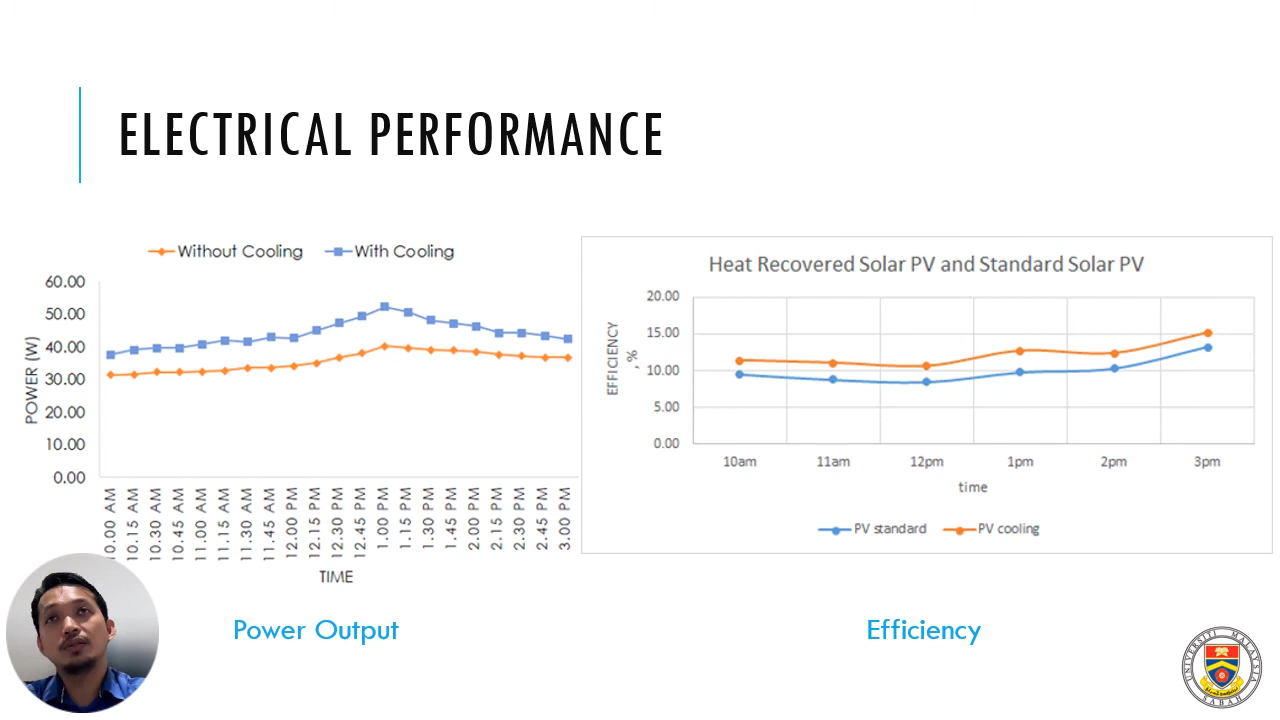 ELECTRICAL PERFORMANCE
Without Cooling
With Cooling
60.00
50.00
40.00
30.00
20.00
10.00
0.00
POWER (W)
10.00 AM
10.15 AM
10.30 AM
10.45 AM
11.00 AM
11.15 AM
11.30 AM
11.45 AM
12.00 PM
12.15 PM
12.30 PM
12.45 PM
1.00 PM
1.15 PM
1.30 PM
1.45 PM
2.00 PM
2.15 PM
2.30 PM
2.45 PM
3.00 PM
TIME
Power Output
Heat Recovered Solar PV and Standard Solar PV
20.00
15.00
10.00
5.00
0.00
EFFICIENCY
,%
10am
11am
12pm
1pm
2pm
3pm
time
PV standard
PV cooling
Efficiency
UNIVERSITI MALAYSIA
SABAH